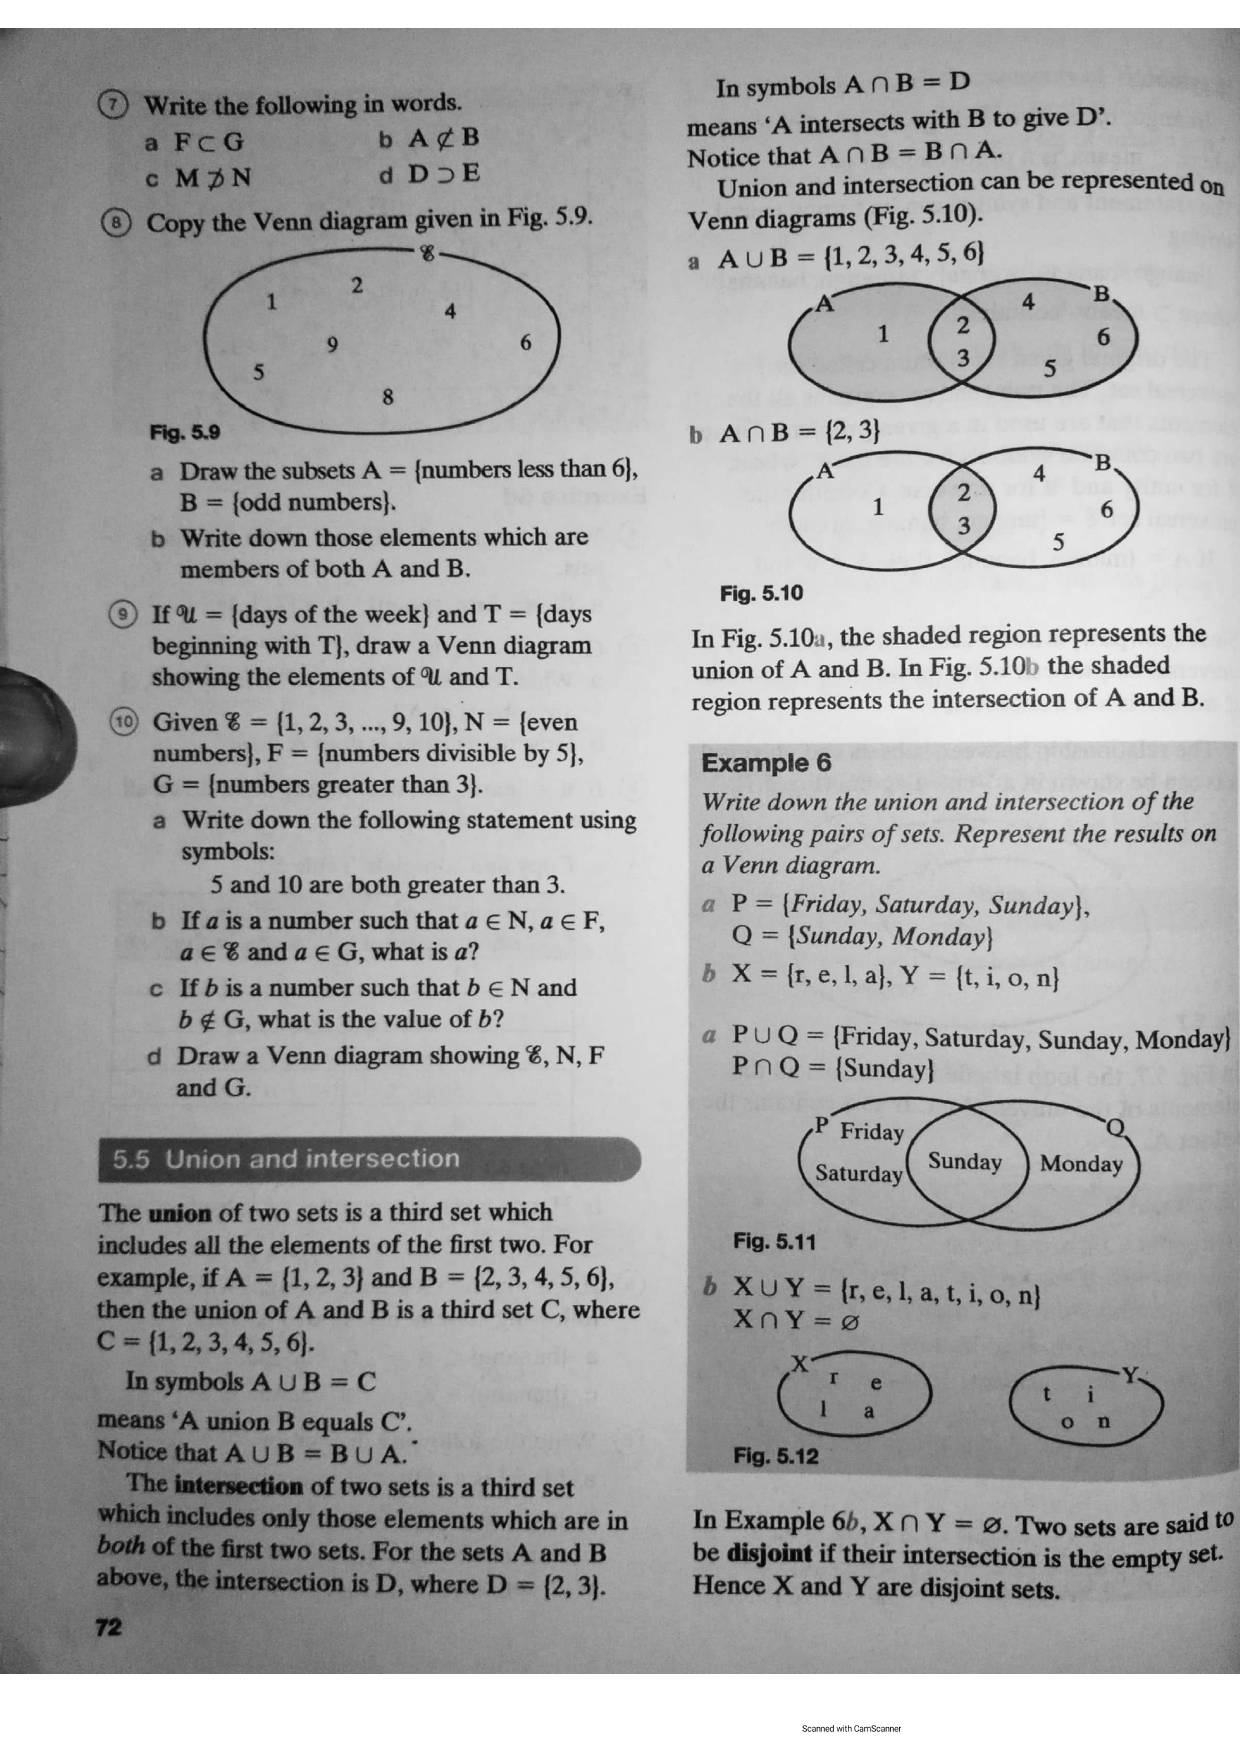 7 Write the following in words.
a F ⊂ G b A ⊄ B
c M ⊅ N d D ⊃ E
8 Copy the Venn diagram given in Fig. 5.9.
ℰ
1 2 4
9 6
5 8
Fig. 5.9
a Draw the subsets A = {numbers less than 6},
B = {odd numbers}.
b Write down those elements which are
members of both A and B.
9 If 𝒰 = {days of the week} and T = {days
beginning with T}, draw a Venn diagram
showing the elements of 𝒰 and T.
10 Given ℰ = {1, 2, 3, ..., 9, 10}, N = {even
numbers}, F = {numbers divisible by 5},
G = {numbers greater than 3}.
a Write down the following statement using
symbols:
5 and 10 are both greater than 3.
b If a is a number such that a ∈ N, a ∈ F,
a ∈ ℰ and a ∈ G, what is a?
c If b is a number such that b ∈ N and
b ∉ G, what is the value of b?
d Draw a Venn diagram showing ℰ, N, F
and G.
5.5 Union and intersection
The union of two sets is a third set which
includes all the elements of the first two. For
example, if A = {1, 2, 3} and B = {2, 3, 4, 5, 6},
then the union of A and B is a third set C, where
C = {1, 2, 3, 4, 5, 6}.
In symbols A ∪ B = C
means ‘A union B equals C’.
Notice that A ∪ B = B ∪ A.
The intersection of two sets is a third set
which includes only those elements which are in
both of the first two sets. For the sets A and B
above, the intersection is D, where D = {2, 3}.
72
In symbols A ∩ B = D
means ‘A intersects with B to give D’.
Notice that A ∩ B = B ∩ A.
Union and intersection can be represented on
Venn diagrams (Fig. 5.10).
a A ∪ B = {1, 2, 3, 4, 5, 6}
A 4 B
1 2 6
3 5
b A ∩ B = {2, 3}
A 4 B
1 2 6
3 5
Fig. 5.10
In Fig. 5.10a, the shaded region represents the
union of A and B. In Fig. 5.10b the shaded
region represents the intersection of A and B.
Example 6
Write down the union and intersection of the
following pairs of sets. Represent the results on
a Venn diagram.
a P = {Friday, Saturday, Sunday},
Q = {Sunday, Monday}
b X = {r, e, l, a}, Y = {t, i, o, n}
a P ∪ Q = {Friday, Saturday, Sunday, Monday}
P ∩ Q = {Sunday}
P Friday Q
Saturday Sunday Monday
Fig. 5.11
b X ∪ Y = {r, e, l, a, t, i, o, n}
X ∩ Y = ∅
X r e Y t i
l a o n
Fig. 5.12
In Example 6b, X ∩ Y = ∅. Two sets are said to
be disjoint if their intersection is the empty set.
Hence X and Y are disjoint sets.
Scanned with CamScanner